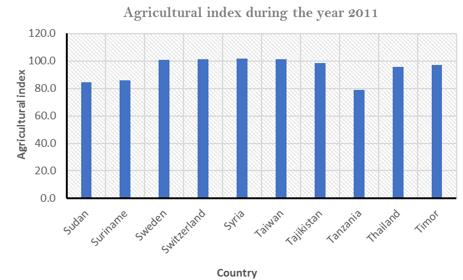 Agricultural index during the year 2011
Agricultural index
120.0
100.0
80.0
60.0
40.0
20.0
0.0
Sudan
Suriname
Sweden
Switzerland
Syria
Taiwan
Tajikistan
Tanzania
Thailand
Timor
Country